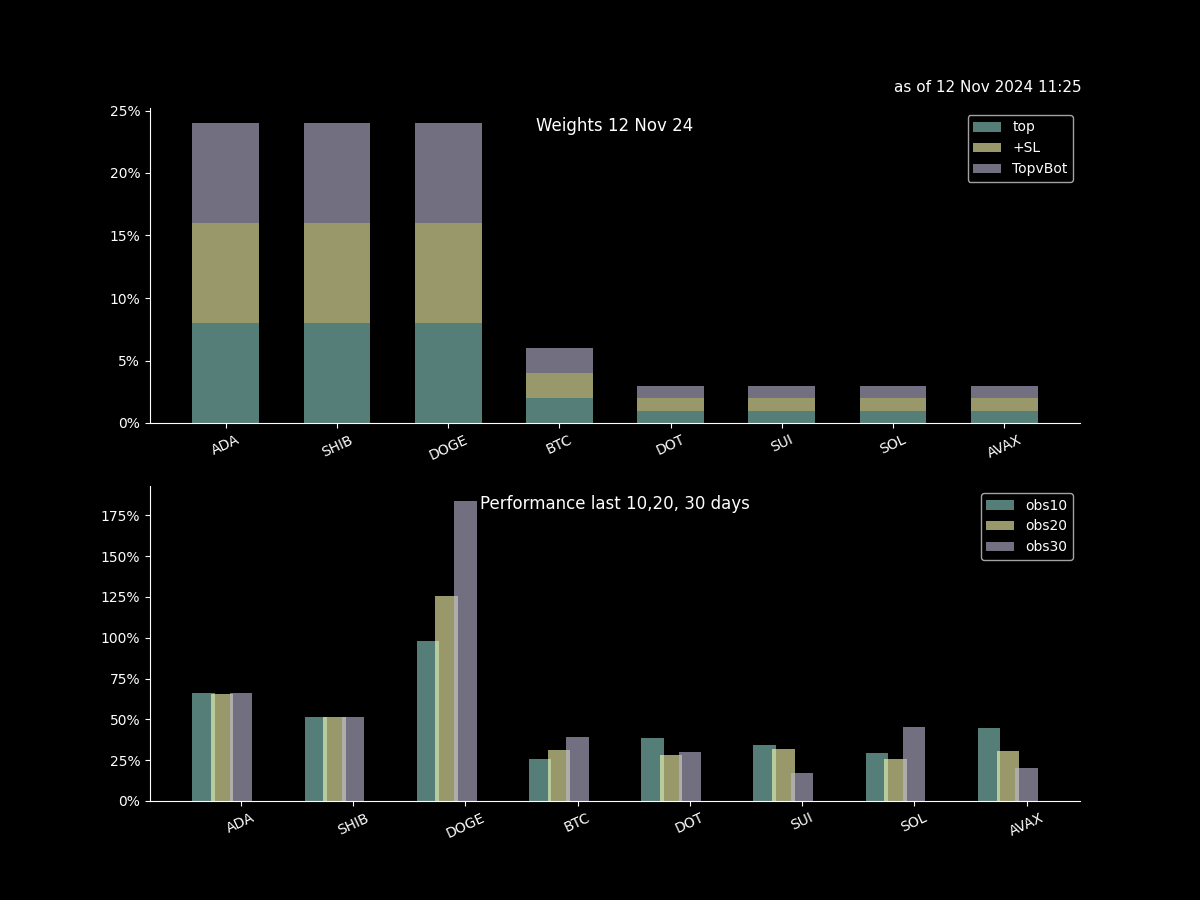 as of 12 Nov 2024 11:25
Weights 12 Nov 24
25%
20%
15%
10%
5%
0%
top
+SL
TopvBot
ADA SHIB DOGE BTC DOT SUI SOL AVAX
Performance last 10,20, 30 days
175%
150%
125%
100%
75%
50%
25%
0%
obs10
obs20
obs30
ADA SHIB DOGE BTC DOT SUI SOL AVAX